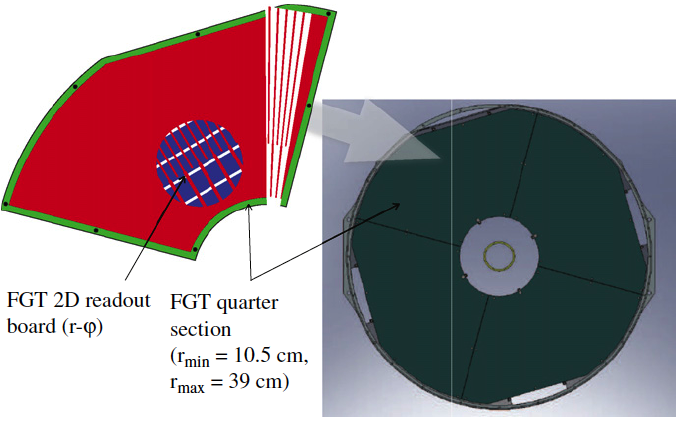 FGT 2D readout
board (r-φ)
FGT quarter
section
(rmin = 10.5 cm,
rmax = 39 cm)